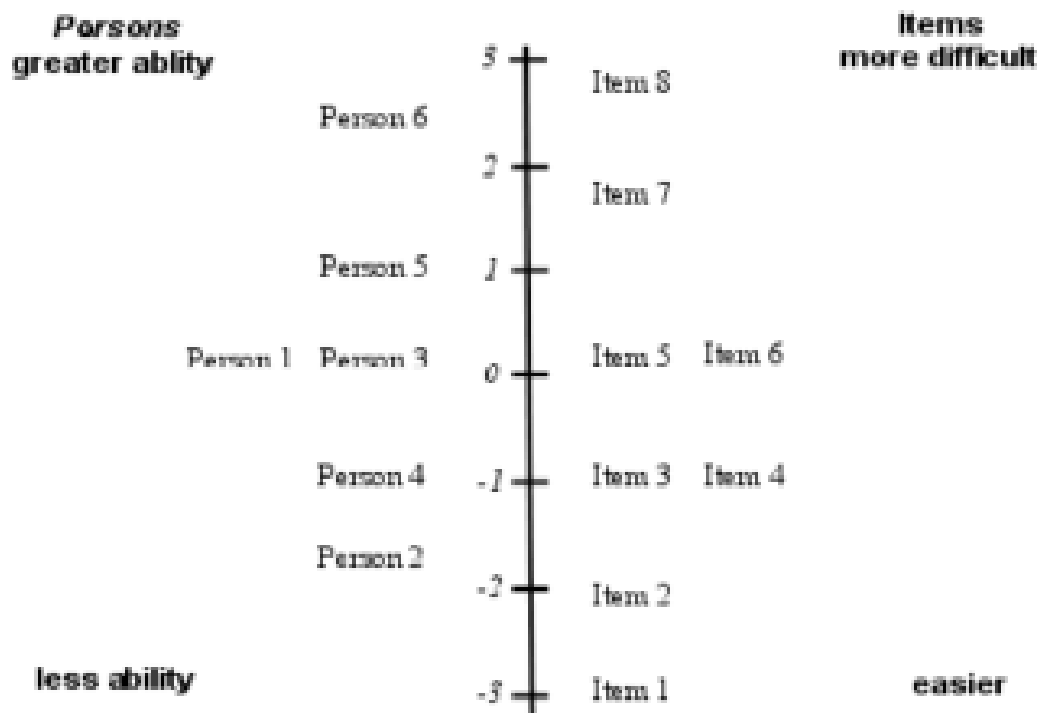 Persons
greater ablity
Items
more difficult
3
Item 8
Person 6
2
Item 7
Person 5
1
Person 1 Person 3
0
Item 5 Item 6
Person 4
-1
Item 3 Item 4
Person 2
-2
Item 2
less ability
-3
Item 1
easier